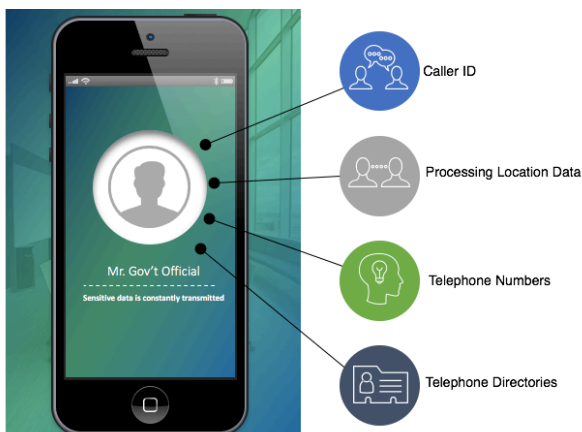 Caller ID
Processing Location Data
Mr. Gov't Official
Sensitive data is constantly transmitted
Telephone Numbers
Telephone Directories